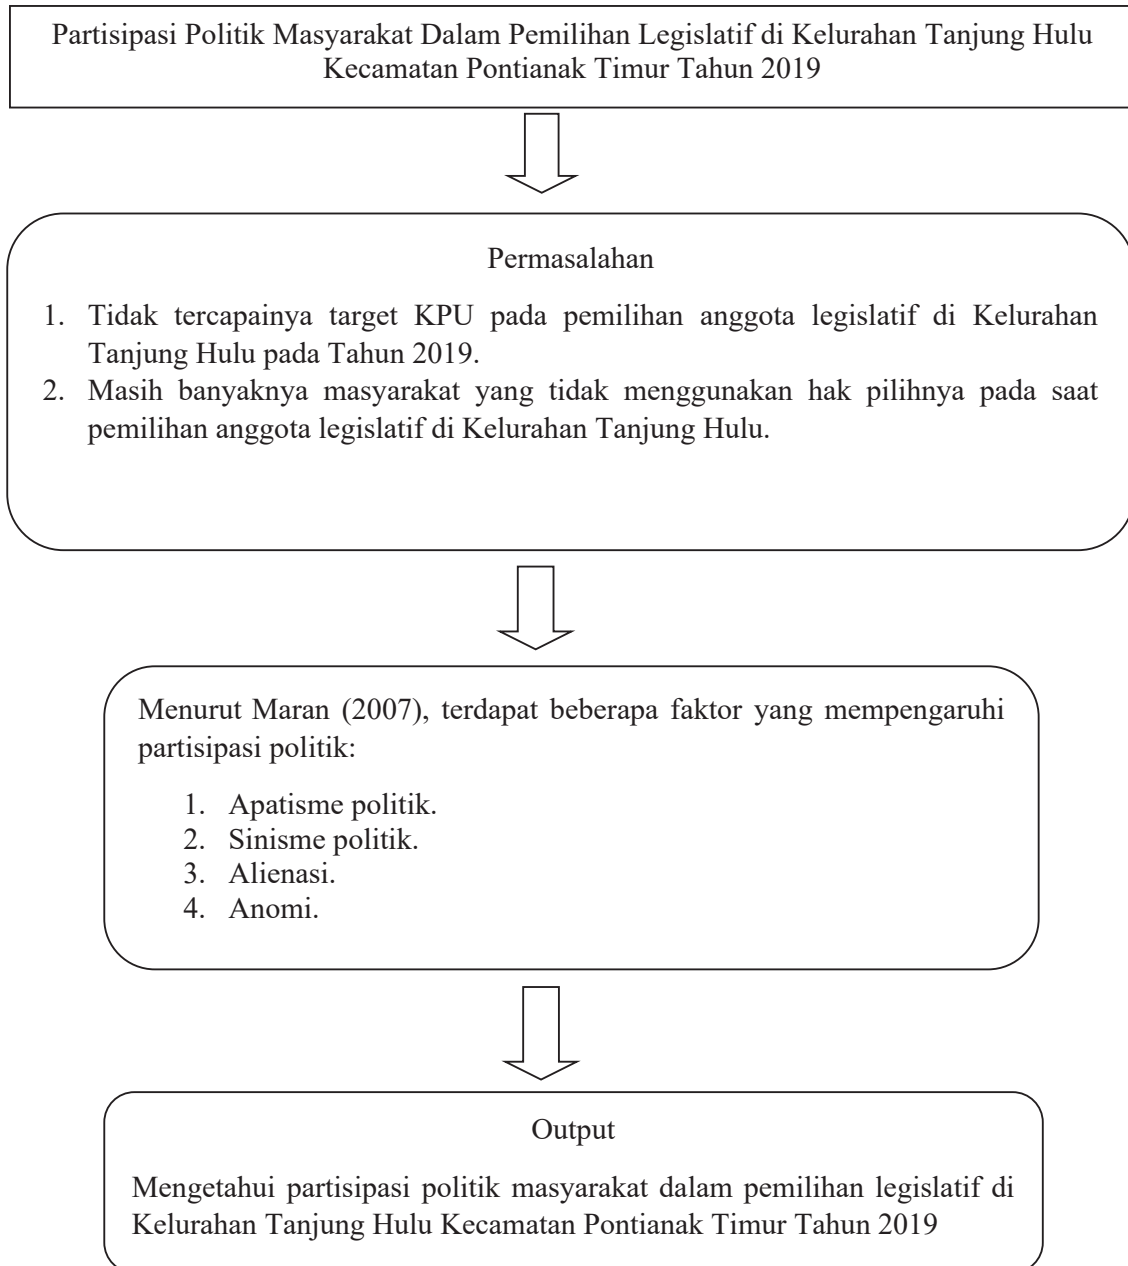 Partisipasi Politik Masyarakat Dalam Pemilihan Legislatif di Kelurahan Tanjung Hulu
Kecamatan Pontianak Timur Tahun 2019
Permasalahan
1. Tidak tercapainya target KPU pada pemilihan anggota legislatif di Kelurahan
Tanjung Hulu pada Tahun 2019.
2. Masih banyaknya masyarakat yang tidak menggunakan hak pilihnya pada saat
pemilihan anggota legislatif di Kelurahan Tanjung Hulu.
Menurut Maran (2007), terdapat beberapa faktor yang mempengaruhi
partisipasi politik:
1. Apatisme politik.
2. Sinisme politik.
3. Alienasi.
4. Anomi.
Output
Mengetahui partisipasi politik masyarakat dalam pemilihan legislatif di
Kelurahan Tanjung Hulu Kecamatan Pontianak Timur Tahun 2019